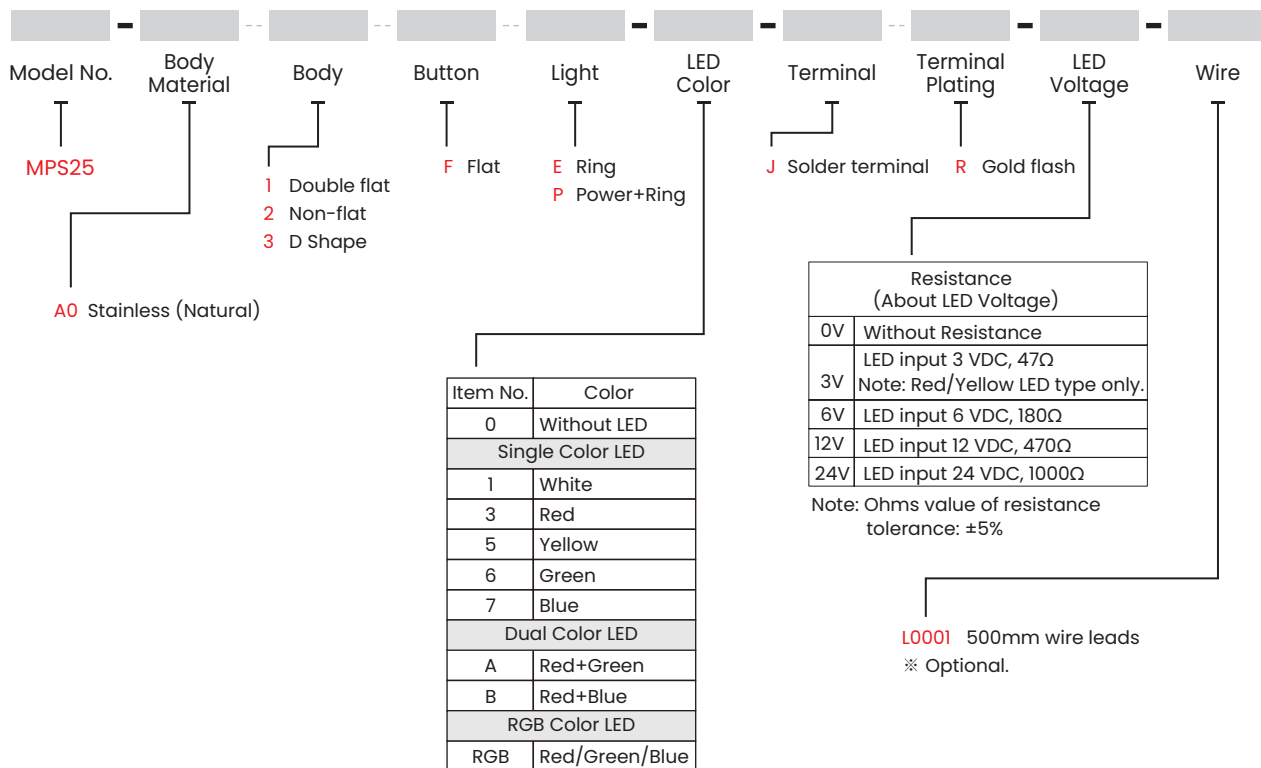 Model No.
Body
Material
Body
Button
Light
LED
Color
Terminal
Terminal
Plating
LED
Voltage
Wire
MPS25
A0 Stainless (Natural)
1 Double flat
2 Non-flat
3 D Shape
F Flat
E Ring
P Power+Ring
J Solder terminal
R Gold flash
Item No. Color
0 Without LED
Single Color LED
1 White
3 Red
5 Yellow
6 Green
7 Blue
Dual Color LED
A Red+Green
B Red+Blue
RGB Color LED
RGB Red/Green/Blue
Resistance
(About LED Voltage)
0V Without Resistance
3V LED input 3 VDC, 47Ω
Note: Red/Yellow LED type only.
6V LED input 6 VDC, 180Ω
12V LED input 12 VDC, 470Ω
24V LED input 24 VDC, 1000Ω
Note: Ohms value of resistance
tolerance: ±5%
L0001 500mm wire leads
※ Optional.